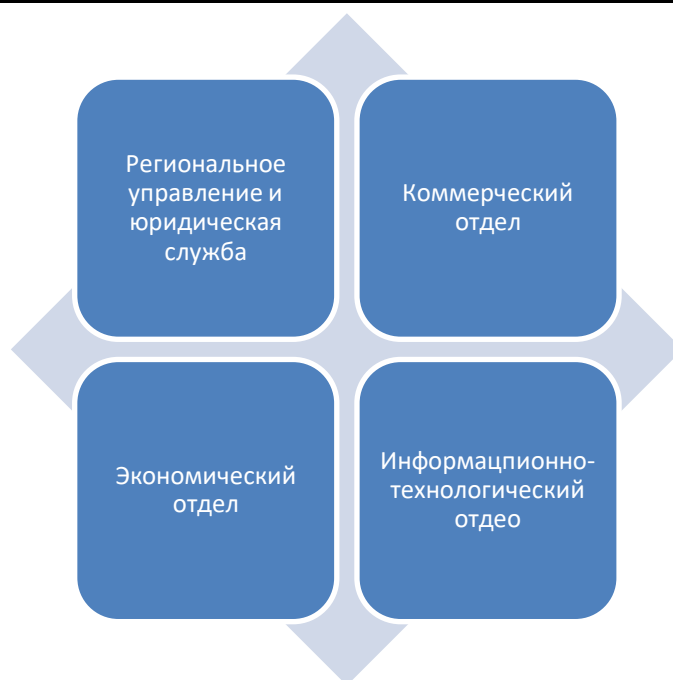 Региональное
управление и
юридическая
служба
Коммерческий
отдел
Экономический
отдел
Информацпионно-
технологический
отдео